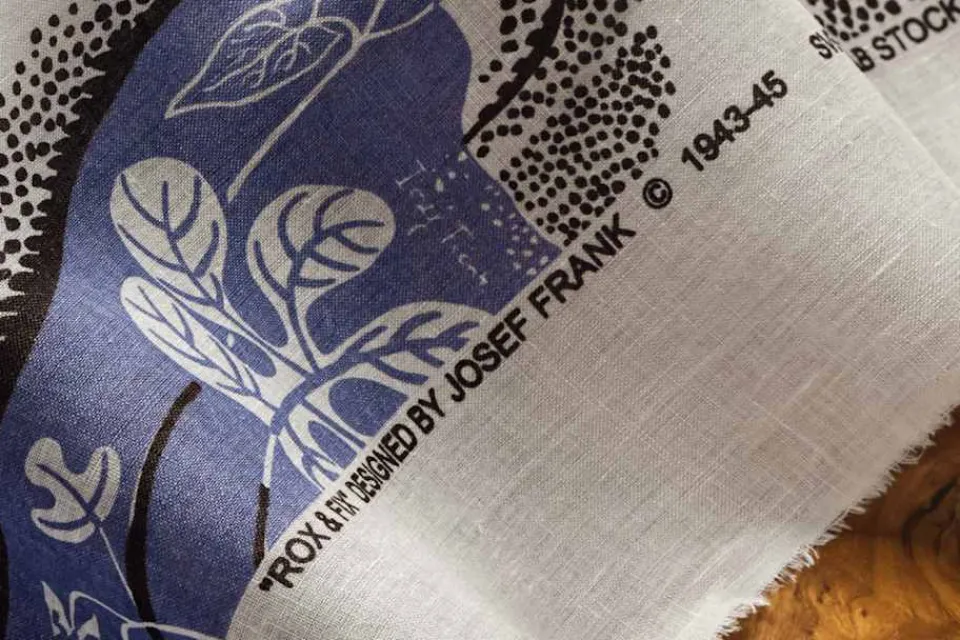 "ROX & FIX" DESIGNED BY JOSEF FRANK © 1943-45
AB STOCK